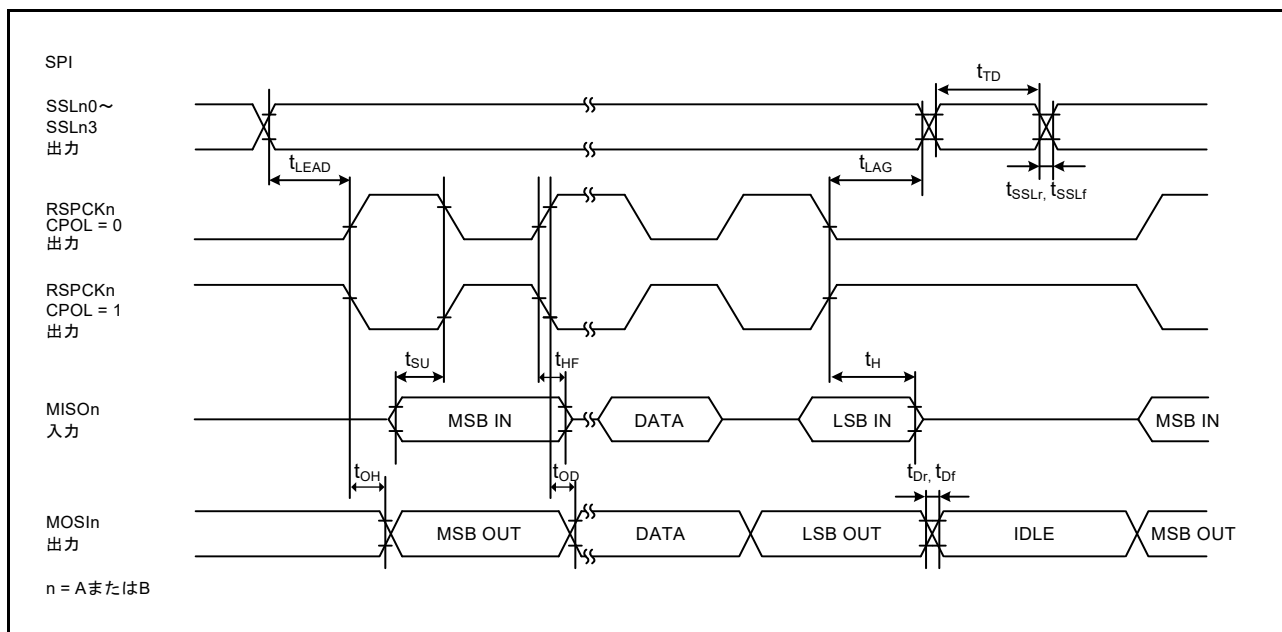 SPI
t_TD
SSLn0～
SSLn3
出力
t_LEAD
t_LAG
t_SSLr, t_SSLf
RSPCKn
CPOL = 0
出力
RSPCKn
CPOL = 1
出力
t_SU
t_HF
t_H
MISOn
入力
MSB IN
DATA
LSB IN
MSB IN
t_OH
t_OD
t_Dr, t_Df
MOSIn
出力
MSB OUT
DATA
LSB OUT
IDLE
MSB OUT
n = AまたはB